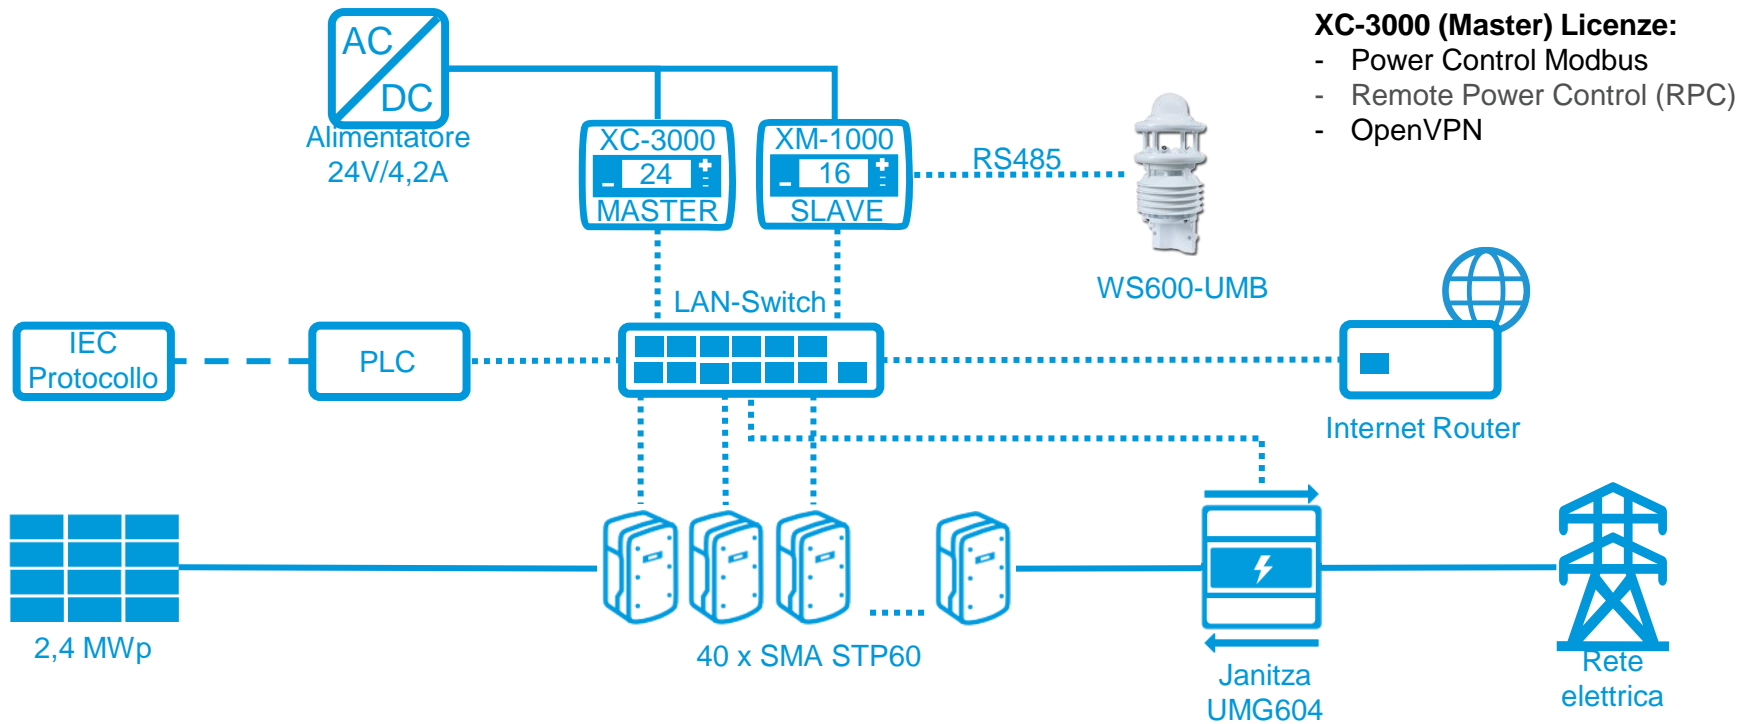 XC-3000 (Master) Licenze:
- Power Control Modbus
- Remote Power Control (RPC)
- OpenVPN
AC
DC
Alimentatore
24V/4,2A
XC-3000
24
MASTER
XM-1000
16
SLAVE
RS485
WS600-UMB
LAN-Switch
IEC
Protocollo
PLC
Internet Router
2,4 MWp
40 x SMA STP60
Janitza
UMG604
Rete
elettrica